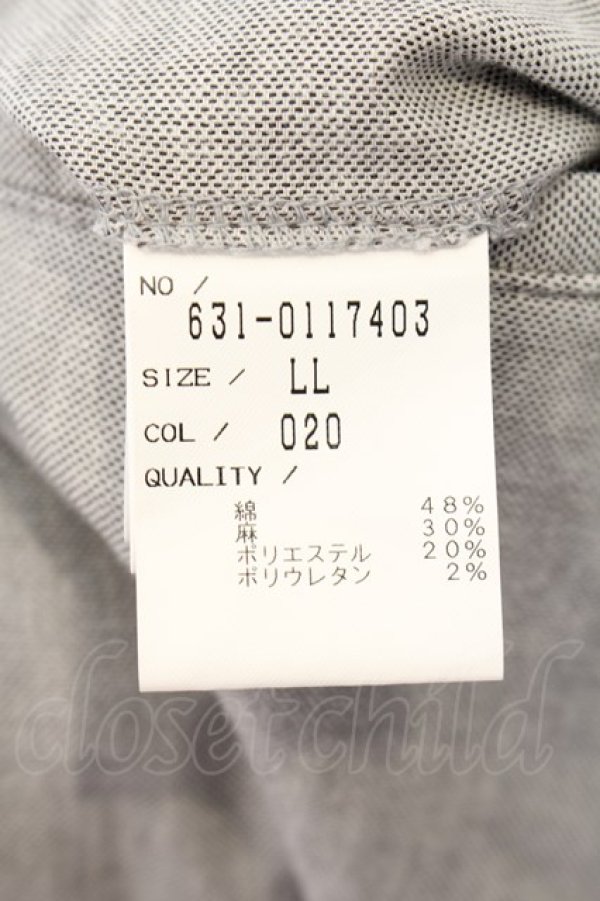 NO /
631-0117403
SIZE / LL
COL / 020
QUALITY /
綿 48%
麻 30%
ポリエステル 20%
ポリウレタン 2%
closetchild